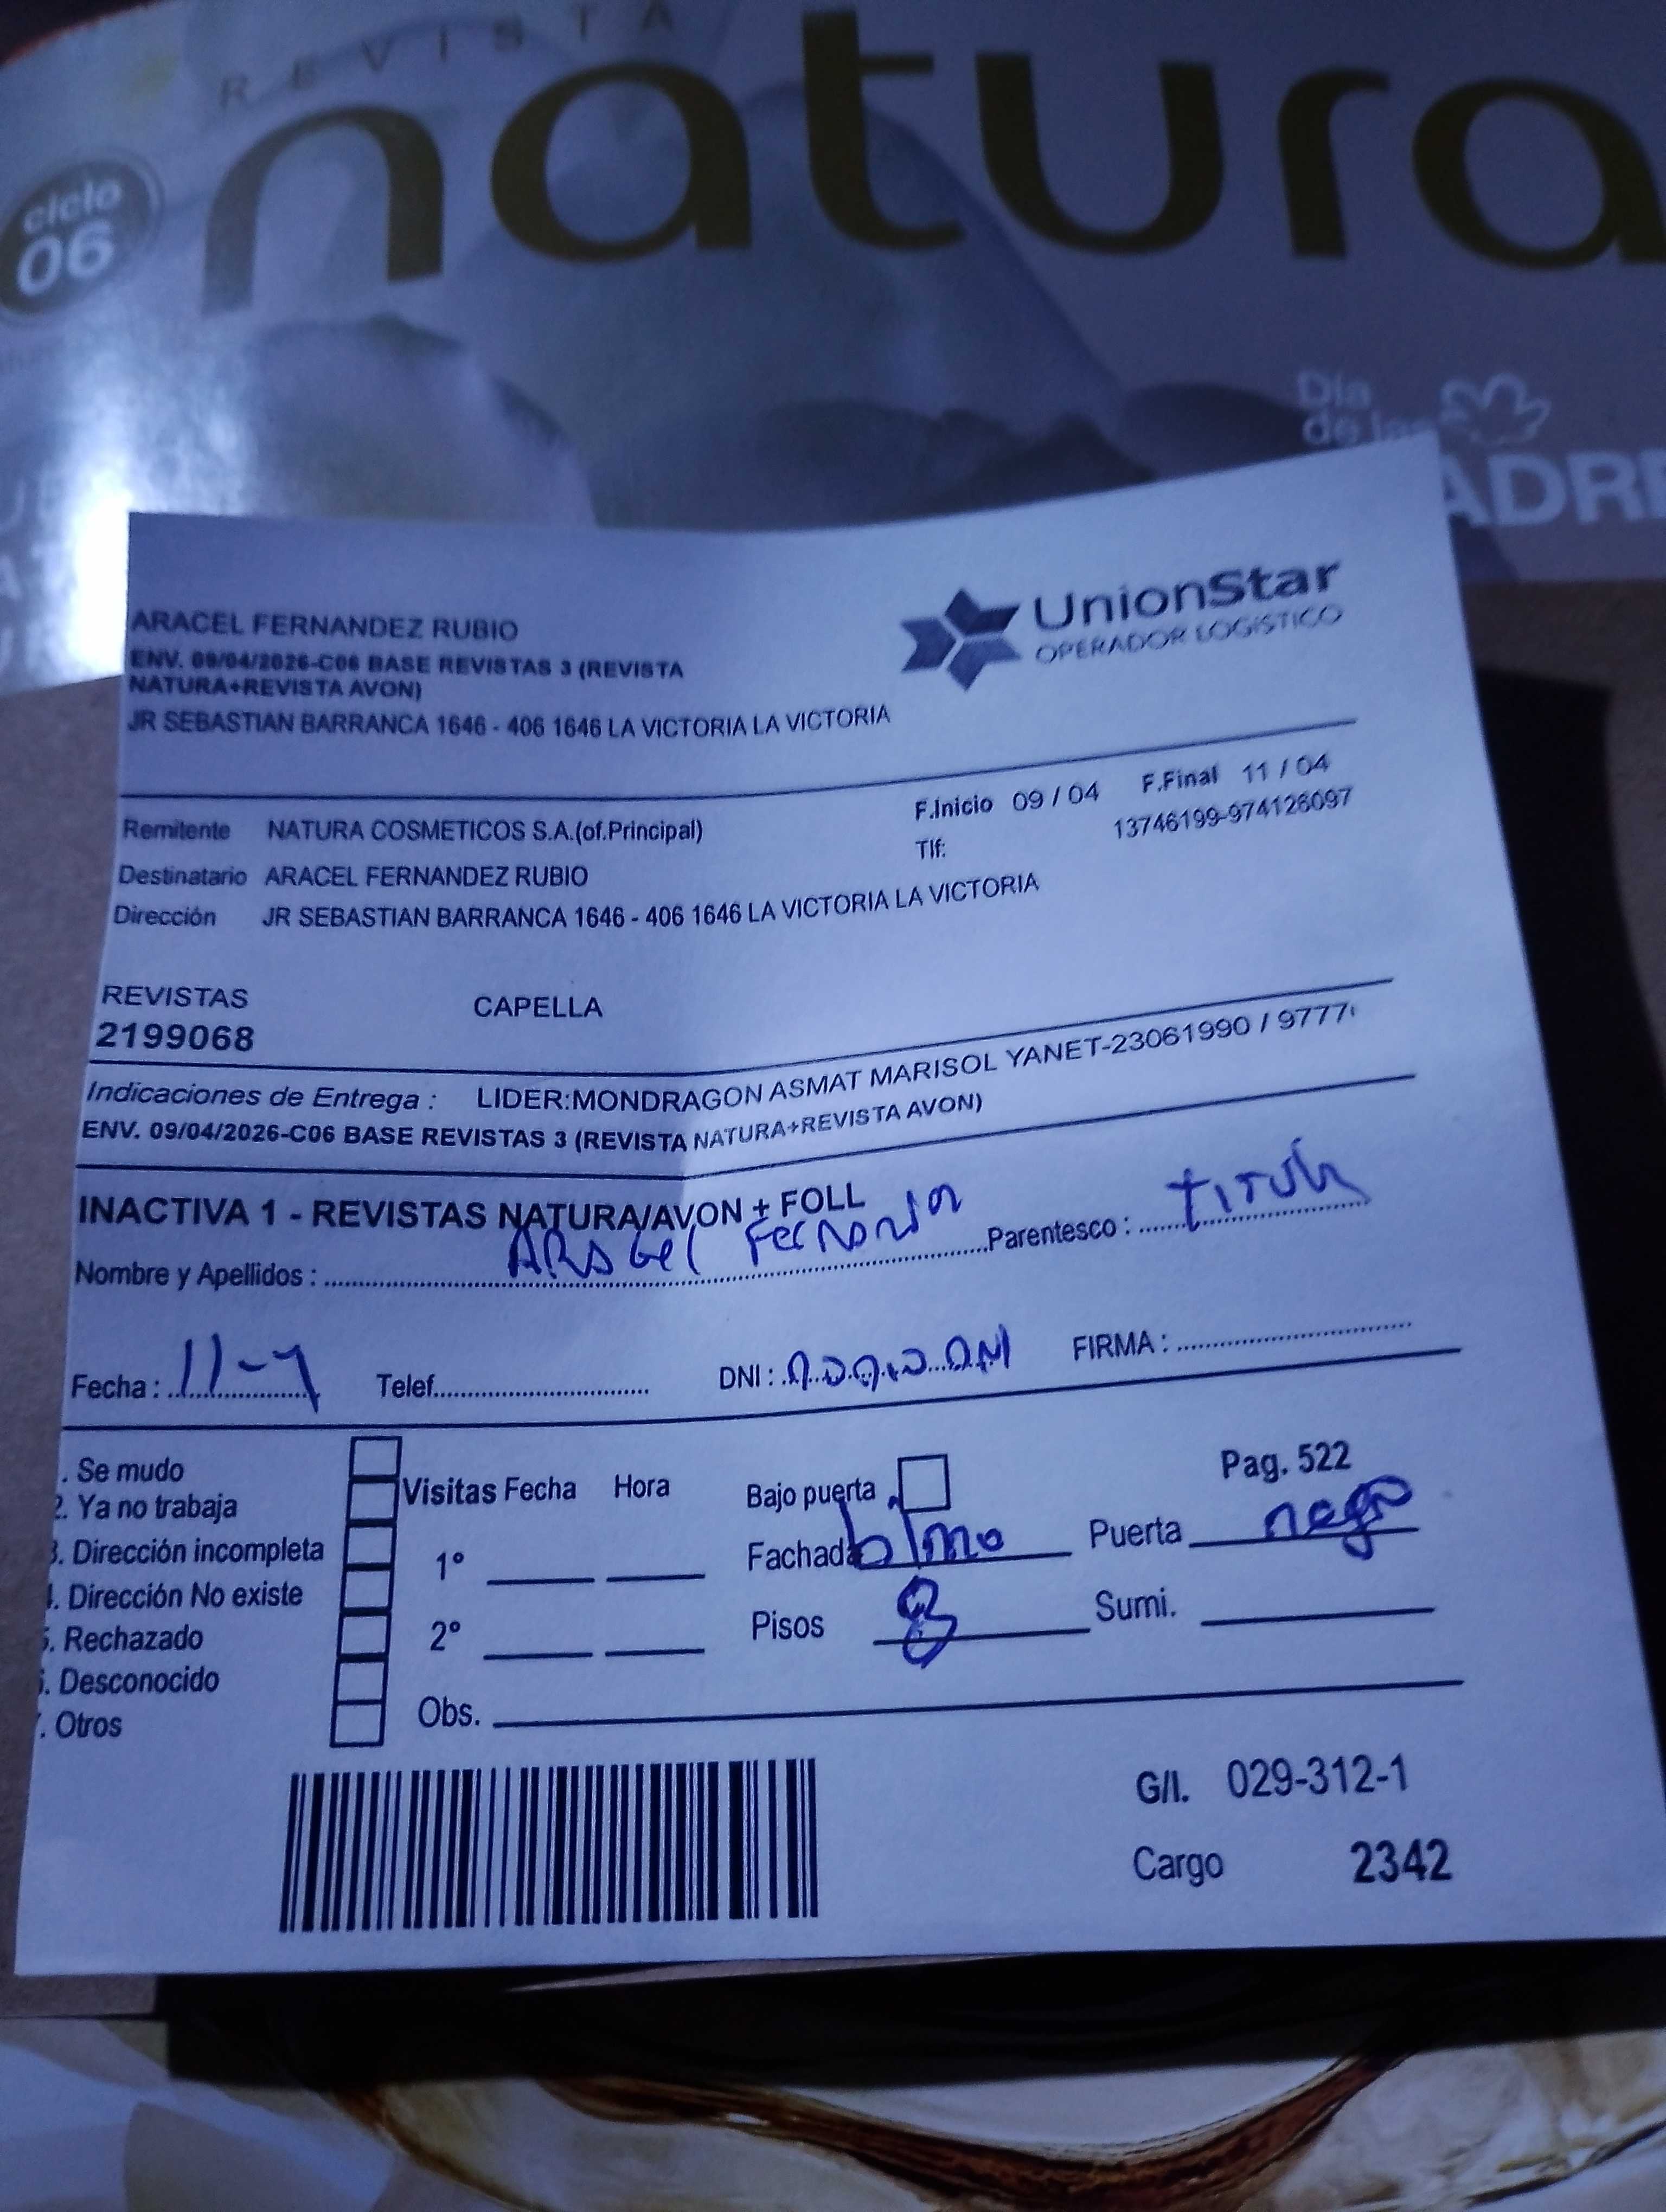 REVISTA
natura
ciclo
06
Día
de las
ADRE
UnionStar
OPERADOR LOGISTICO
ARACEL FERNANDEZ RUBIO
ENV. 09/04/2026-C06 BASE REVISTAS 3 (REVISTA
NATURA+REVISTA AVON)
JR SEBASTIAN BARRANCA 1646 - 406 1646 LA VICTORIA LA VICTORIA
F.Inicio 09 / 04 F.Final 11 / 04
Remitente NATURA COSMETICOS S.A.(of.Principal) Tlf: 13746199-974126097
Destinatario ARACEL FERNANDEZ RUBIO
Dirección JR SEBASTIAN BARRANCA 1646 - 406 1646 LA VICTORIA LA VICTORIA
REVISTAS CAPELLA
2199068
Indicaciones de Entrega : LIDER:MONDRAGON ASMAT MARISOL YANET-23061990 / 9777
ENV. 09/04/2026-C06 BASE REVISTAS 3 (REVISTA NATURA+REVISTA AVON)
INACTIVA 1 - REVISTAS NATURA/AVON + FOLL
Nombre y Apellidos : Parentesco :
Fecha : 11-4 Telef. DNI : FIRMA :
. Se mudo
2. Ya no trabaja
3. Dirección incompleta
4. Dirección No existe
5. Rechazado
6. Desconocido
. Otros
Visitas Fecha Hora
1º
2º
Obs.
Bajo puerta Pag. 522
Fachada Puerta negro
Pisos 8 Sumi.
G/I. 029-312-1
Cargo 2342